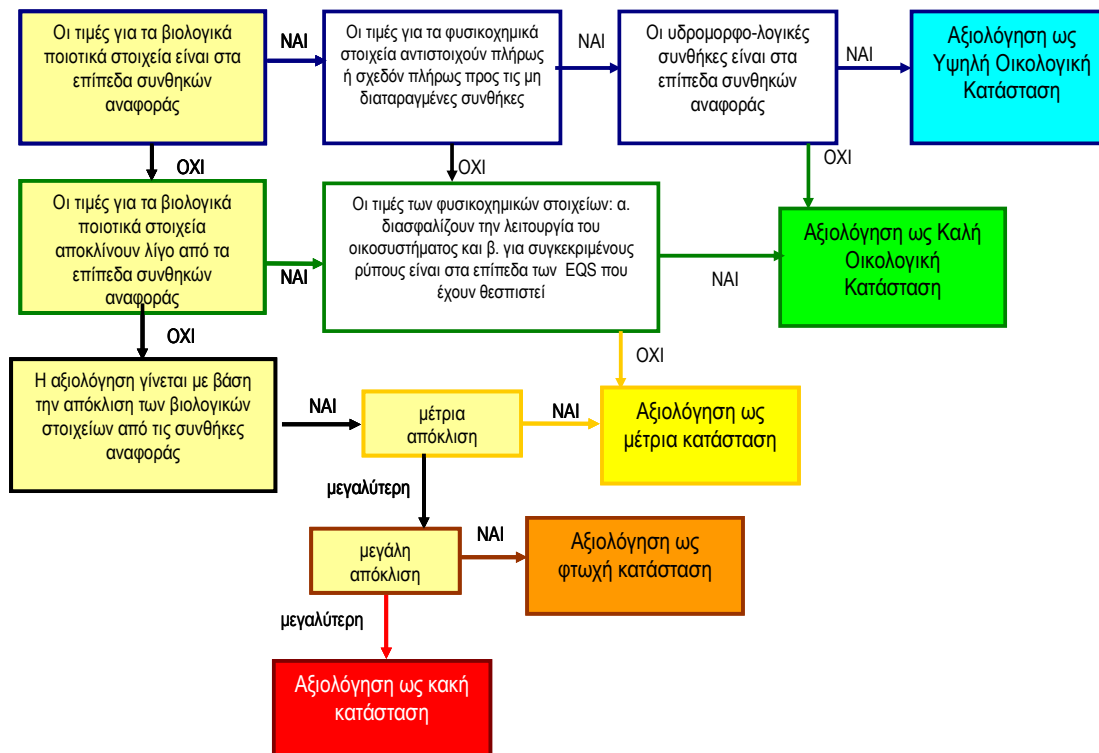 Οι τιμές για τα βιολογικά
ποιοτικά στοιχεία είναι στα
επίπεδα συνθηκών
αναφοράς
ΝΑΙ
Οι τιμές για τα φυσικοχημικά
στοιχεία αντιστοιχούν πλήρως
ή σχεδόν πλήρως προς τις μη
διαταραγμένες συνθήκες
ΝΑΙ
Οι υδρομορφο-λογικές
συνθήκες είναι στα
επίπεδα συνθηκών
αναφοράς
ΝΑΙ
Αξιολόγηση ως
Υψηλή Οικολογική
Κατάσταση
ΟΧΙ
ΟΧΙ
ΟΧΙ
Οι τιμές για τα βιολογικά
ποιοτικά στοιχεία
αποκλίνουν λίγο από τα
επίπεδα συνθηκών
αναφοράς
ΝΑΙ
Οι τιμές των φυσικοχημικών στοιχείων: α.
διασφαλίζουν την λειτουργία του
οικοσυστήματος και β. για συγκεκριμένους
ρύπους είναι στα επίπεδα των EQS που
έχουν θεσπιστεί
ΝΑΙ
Αξιολόγηση ως Καλή
Οικολογική
Κατάσταση
ΟΧΙ
ΟΧΙ
Η αξιολόγηση γίνεται με βάση
την απόκλιση των βιολογικών
στοιχείων από τις συνθήκες
αναφοράς
ΝΑΙ
μέτρια
απόκλιση
ΝΑΙ
Αξιολόγηση ως
μέτρια κατάσταση
μεγαλύτερη
μεγάλη
απόκλιση
ΝΑΙ
Αξιολόγηση ως
φτωχή κατάσταση
μεγαλύτερη
Αξιολόγηση ως κακή
κατάσταση